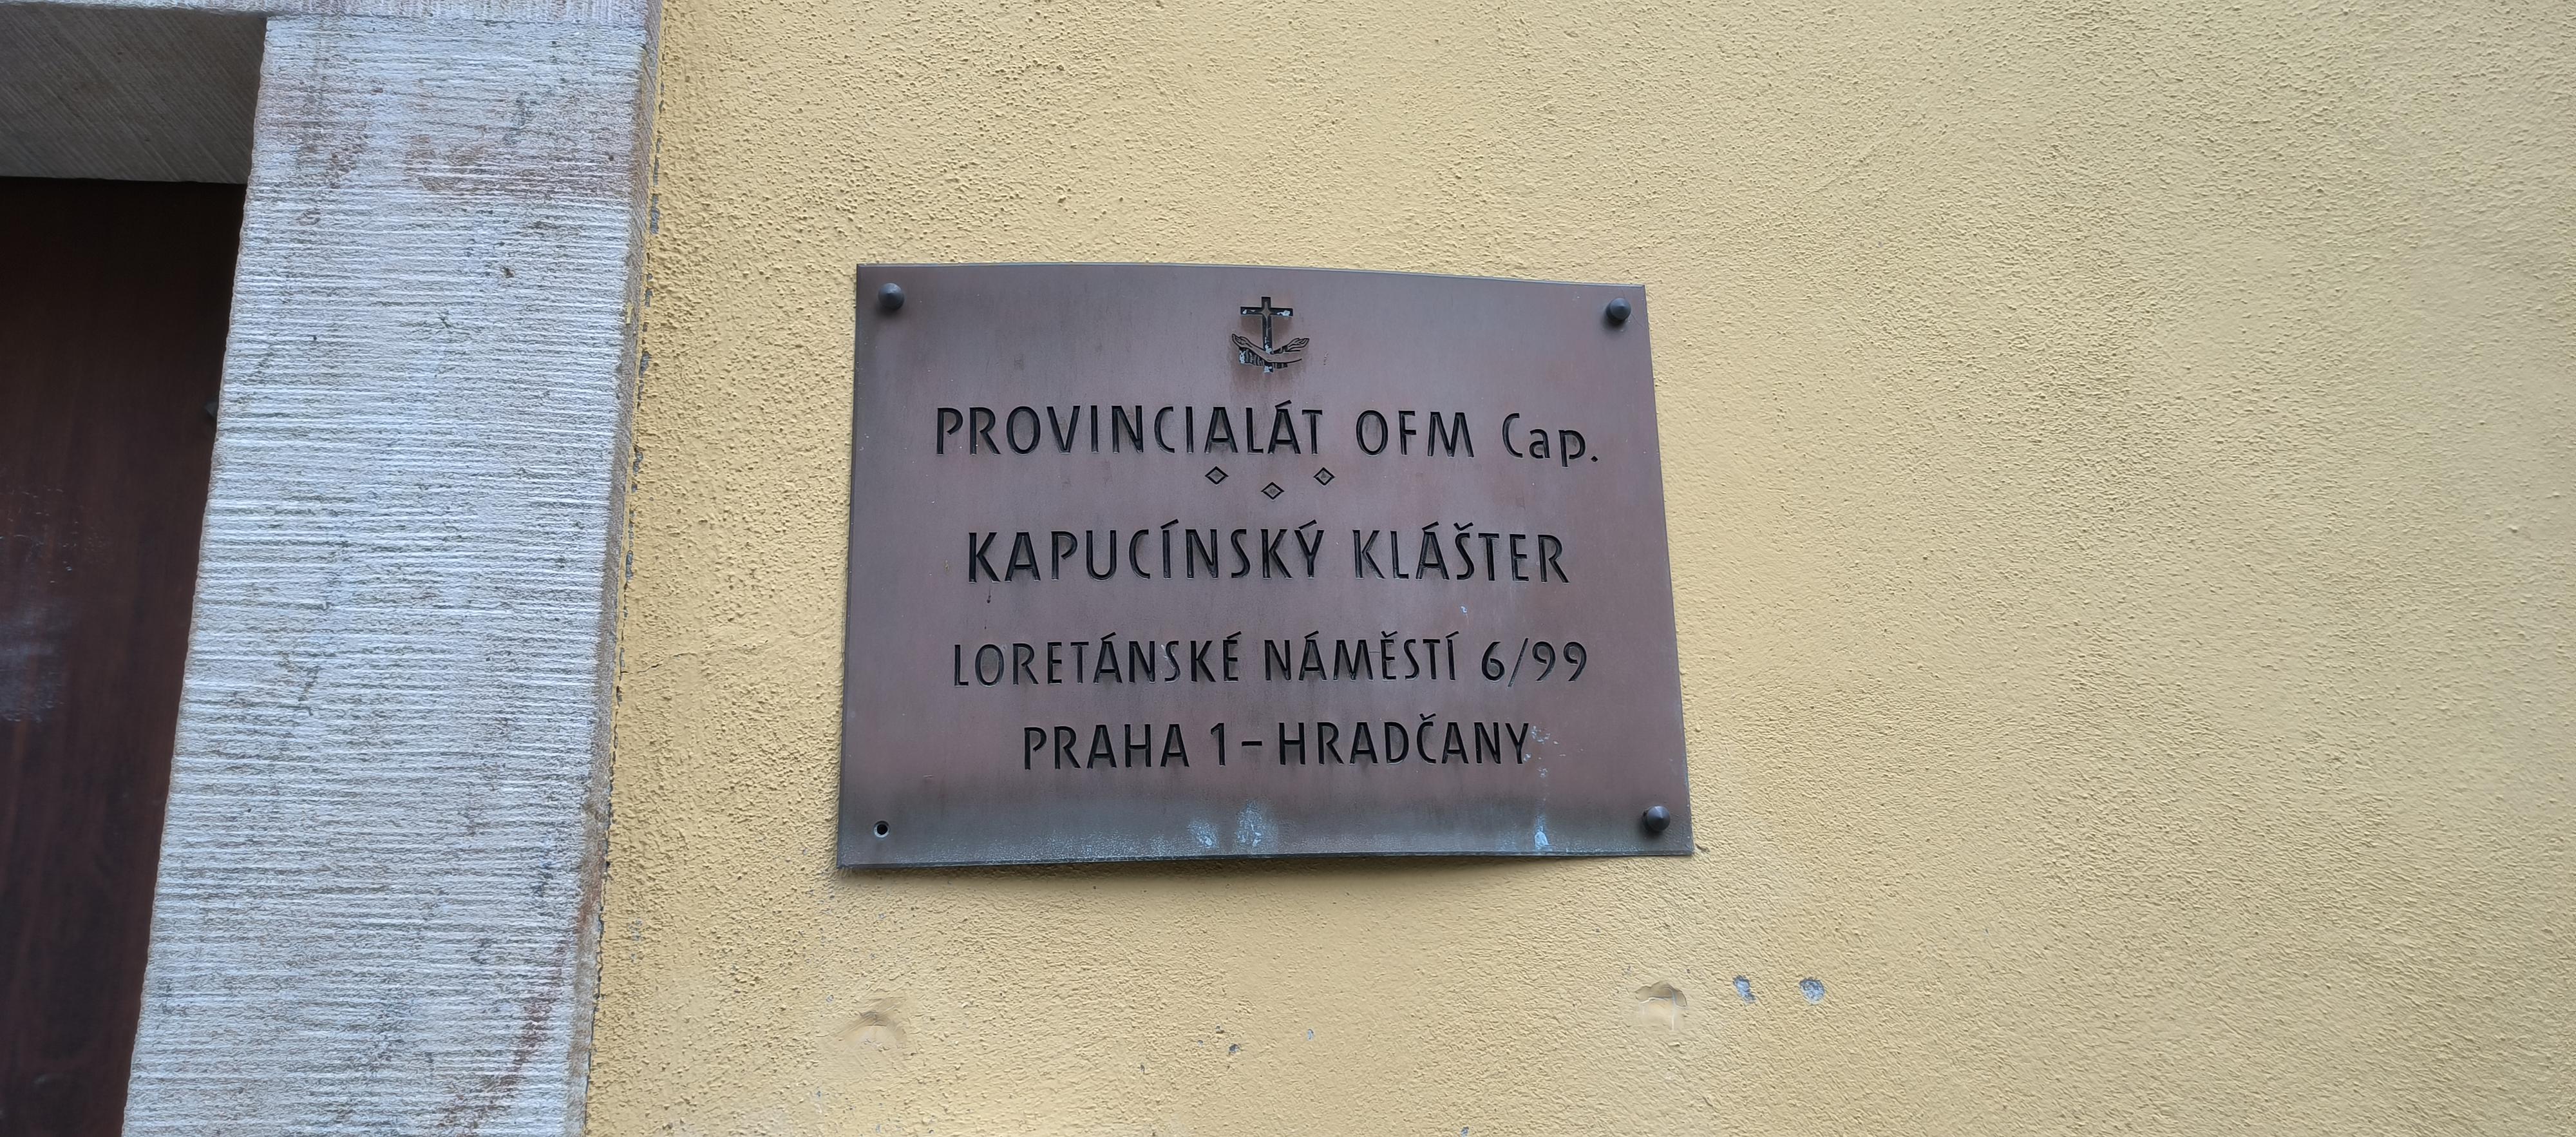 PROVINCIALÁT OFM Cap.
KAPUCÍNSKÝ KLÁŠTER
LORETÁNSKÉ NÁMĚSTÍ 6/99
PRAHA 1 – HRADČANY